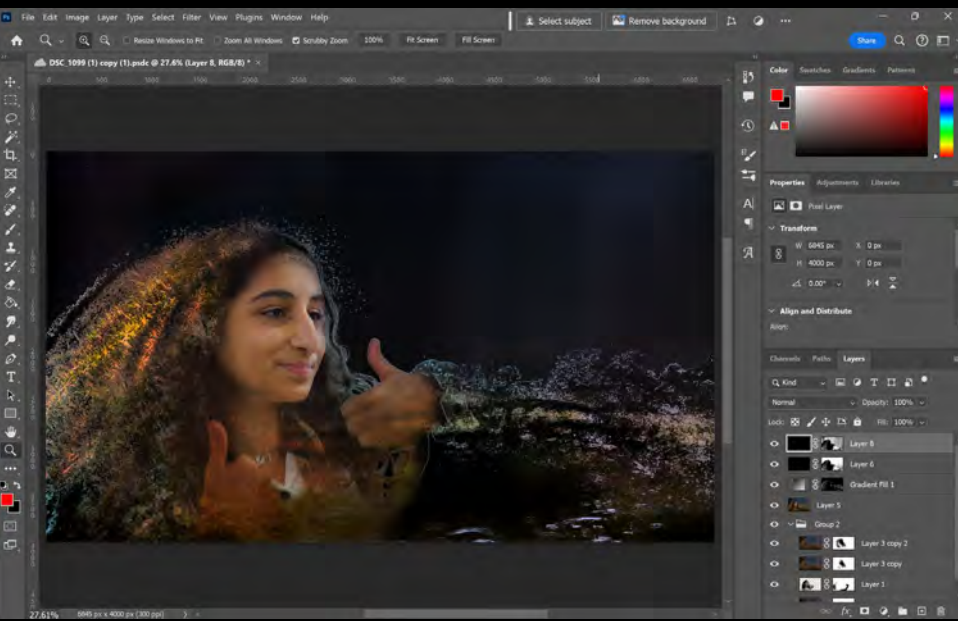 Ps File Edit Image Layer Type Select Filter View Plugins Window Help
Select subject
Remove background
Resize Windows to Fit
Zoom All Windows
Scrubby Zoom
100%
Fit Screen
Fill Screen
Share
DSC_1099 (1) copy (1).psdc @ 27.6% (Layer 8, RGB/8) *
Color Swatches Gradients Patterns
Properties Adjustments Libraries
Pixel Layer
Transform
W 6845 px X 0 px
H 4000 px Y 0 px
0.00°
Align and Distribute
Align:
Channels Paths Layers
Kind
Normal Opacity: 100%
Lock: Fill: 100%
Layer 8
Layer 6
Gradient Fill 1
Layer 5
Group 2
Layer 3 copy 2
Layer 3 copy
Layer 1
27.61% 6845 px x 4000 px (300 ppi)